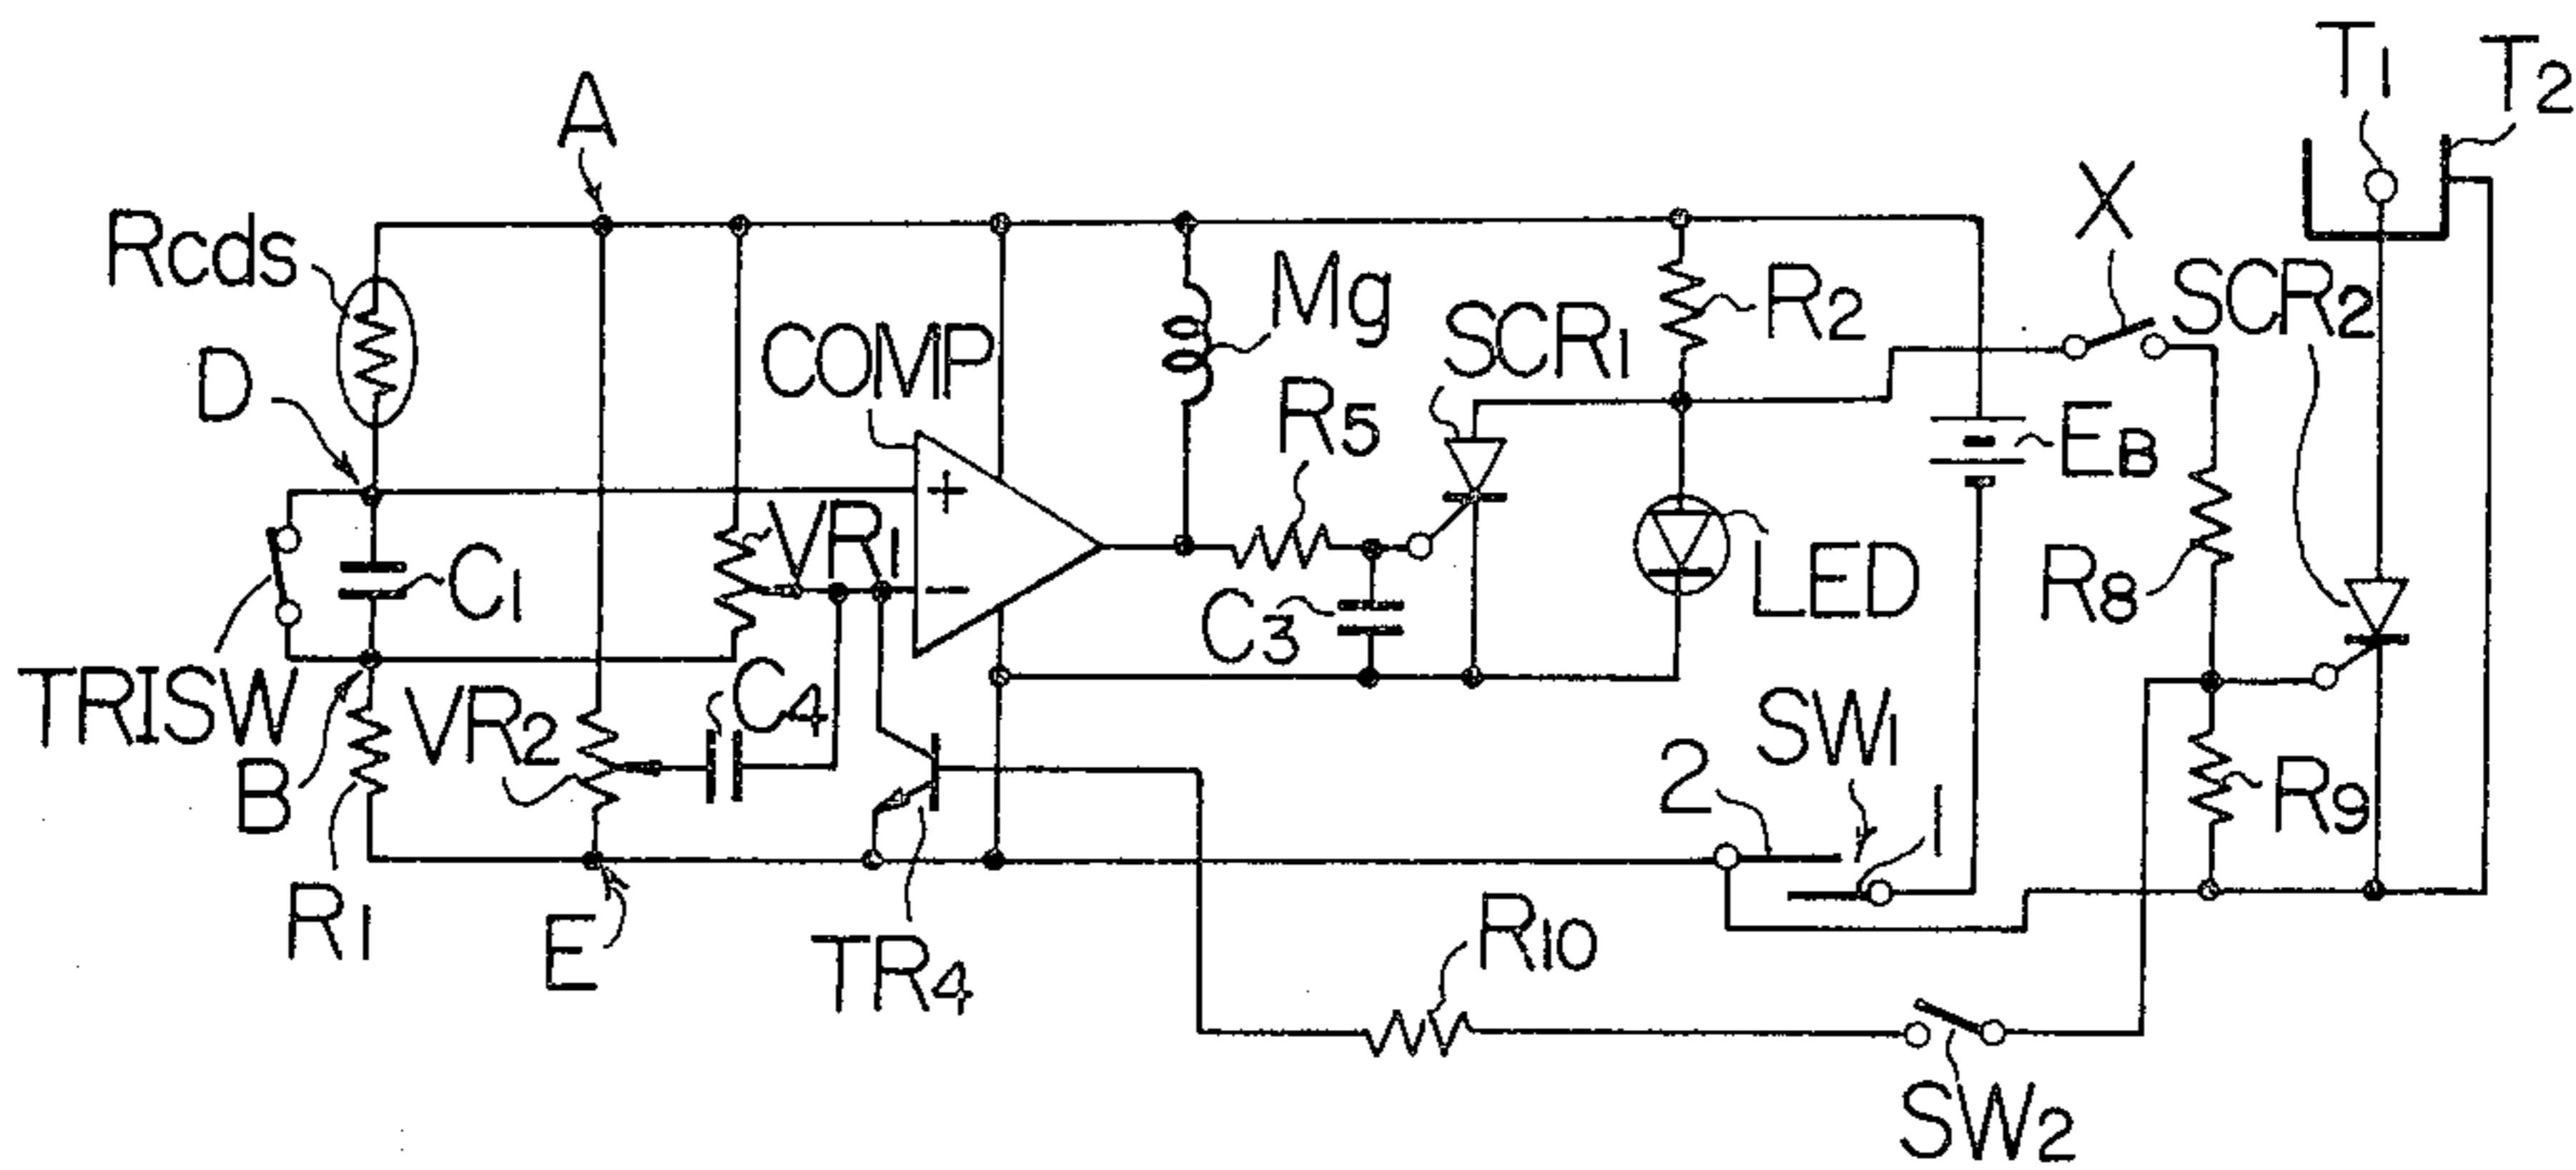 T1
T2
A
X
Rcds
Mg
R2
SCR2
SCR1
COMP
D
R5
EB
VR1
+
−
C1
LED
R8
C3
TRISW
C4
SW1
VR2
2
B
R9
1
R1
E
TR4
R10
SW2